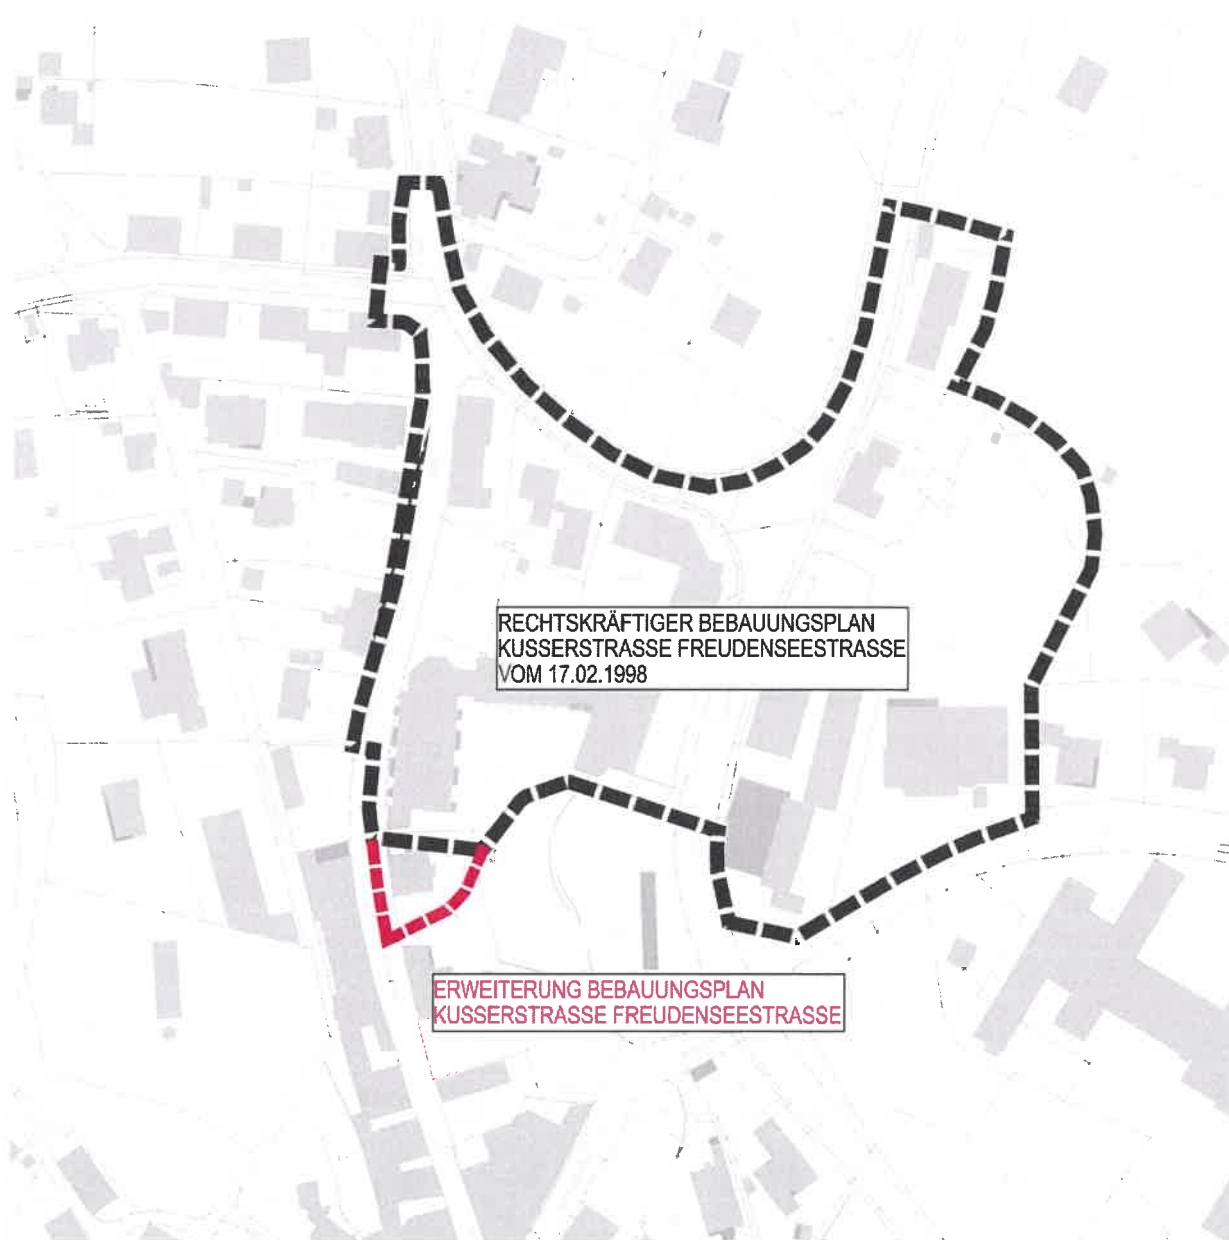 RECHTSKRÄFTIGER BEBAUUNGSPLAN
KUSSERSTRASSE FREUDENSEESTRASSE
VOM 17.02.1998
ERWEITERUNG BEBAUUNGSPLAN
KUSSERSTRASSE FREUDENSEESTRASSE